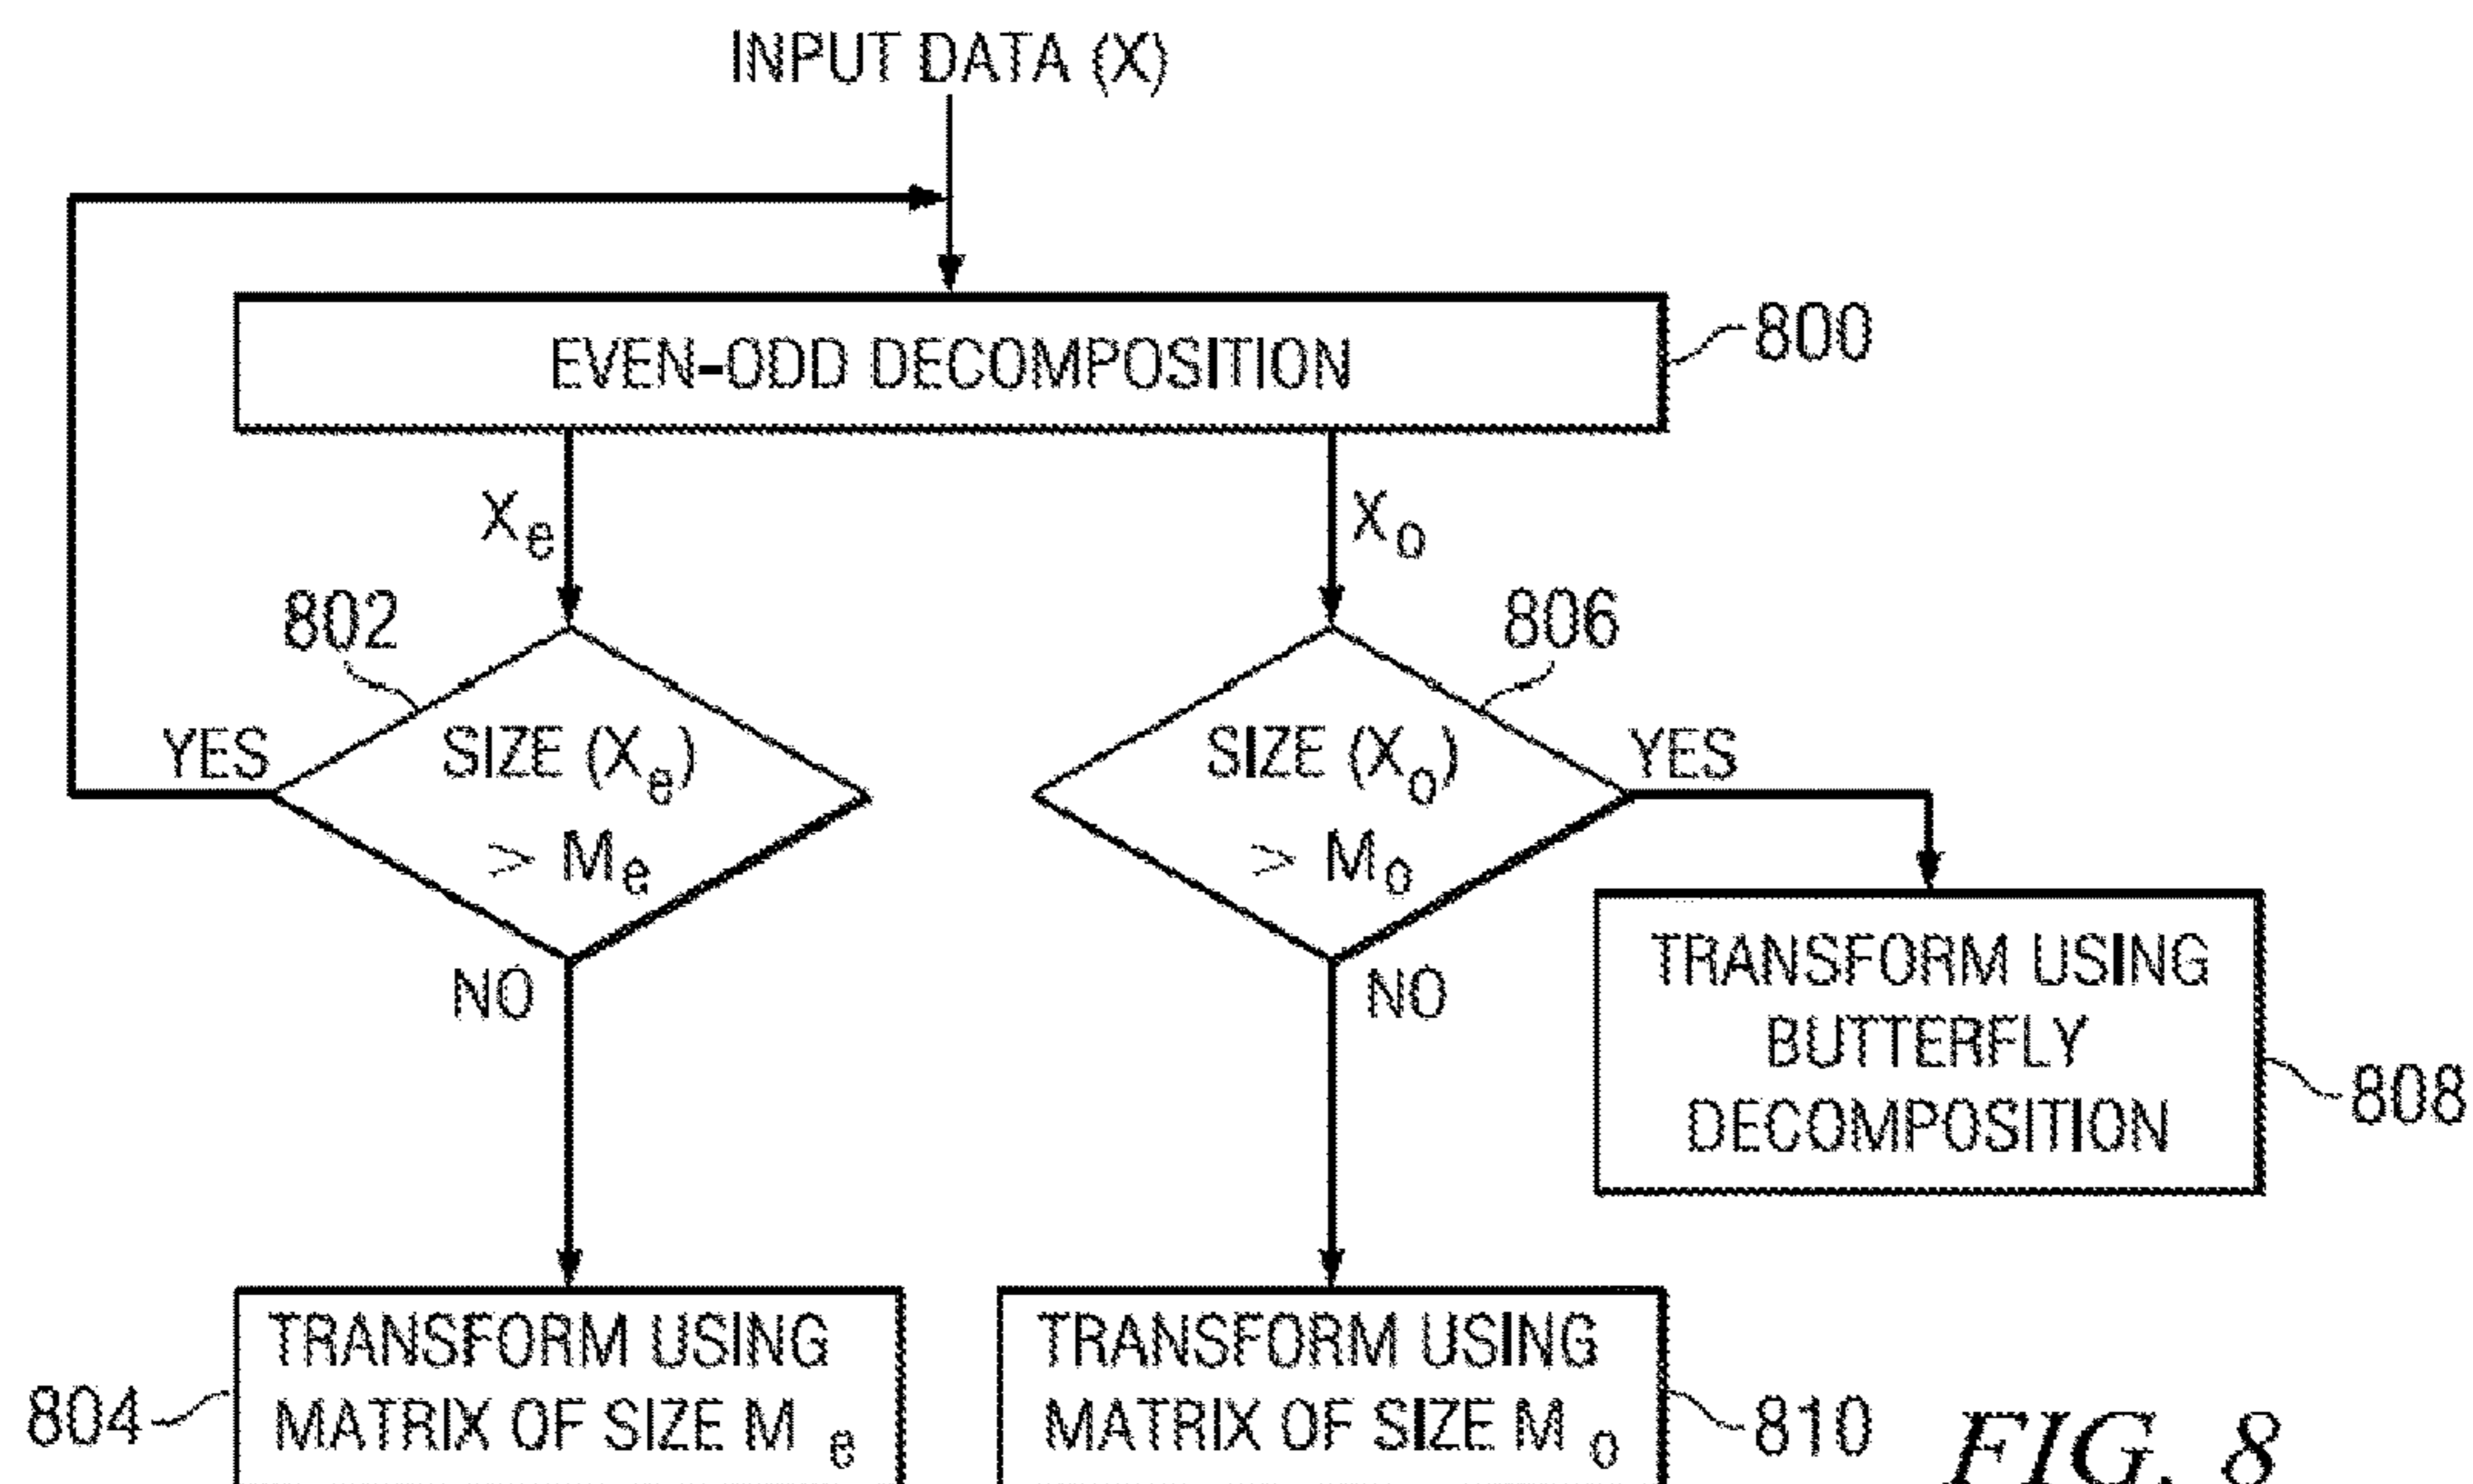 INPUT DATA (X)
EVEN-ODD DECOMPOSITION
800
Xe
Xo
802
806
YES
SIZE (Xe)
> Me
SIZE (Xo)
> Mo
YES
NO
NO
TRANSFORM USING
BUTTERFLY
DECOMPOSITION
808
TRANSFORM USING
MATRIX OF SIZE Me
804
TRANSFORM USING
MATRIX OF SIZE Mo
810
FIG. 8